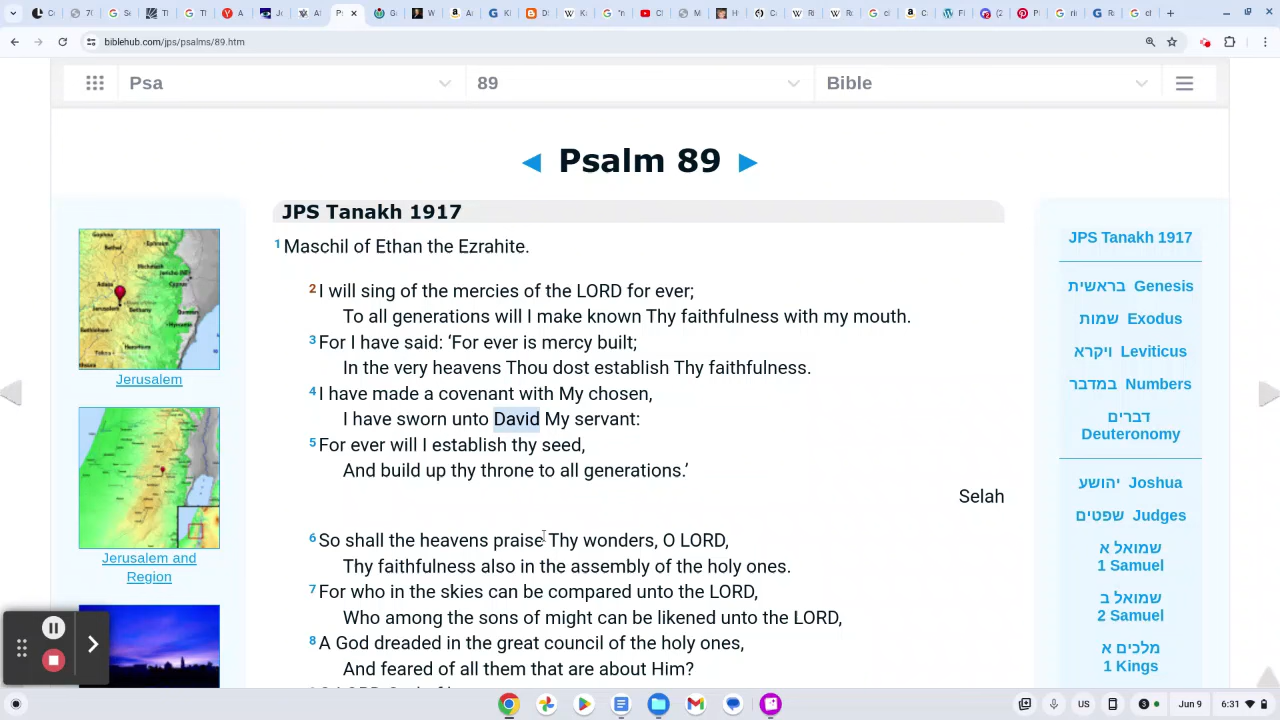 biblehub.com/jps/psalms/89.htm
Psa
89
Bible
◄ Psalm 89 ►
JPS Tanakh 1917
1 Maschil of Ethan the Ezrahite.
2 I will sing of the mercies of the LORD for ever;
To all generations will I make known Thy faithfulness with my mouth.
3 For I have said: ‘For ever is mercy built;
In the very heavens Thou dost establish Thy faithfulness.
4 I have made a covenant with My chosen,
I have sworn unto David My servant:
5 For ever will I establish thy seed,
And build up thy throne to all generations.’
Selah
6 So shall the heavens praise Thy wonders, O LORD,
Thy faithfulness also in the assembly of the holy ones.
7 For who in the skies can be compared unto the LORD,
Who among the sons of might can be likened unto the LORD,
8 A God dreaded in the great council of the holy ones,
And feared of all them that are about Him?
Jerusalem
Jerusalem and
Region
JPS Tanakh 1917
בראשית Genesis
שמות Exodus
ויקרא Leviticus
במדבר Numbers
דברים
Deuteronomy
יהושע Joshua
שפטים Judges
שמואל א
1 Samuel
שמואל ב
2 Samuel
מלכים א
1 Kings
US
3
Jun 9
6:31